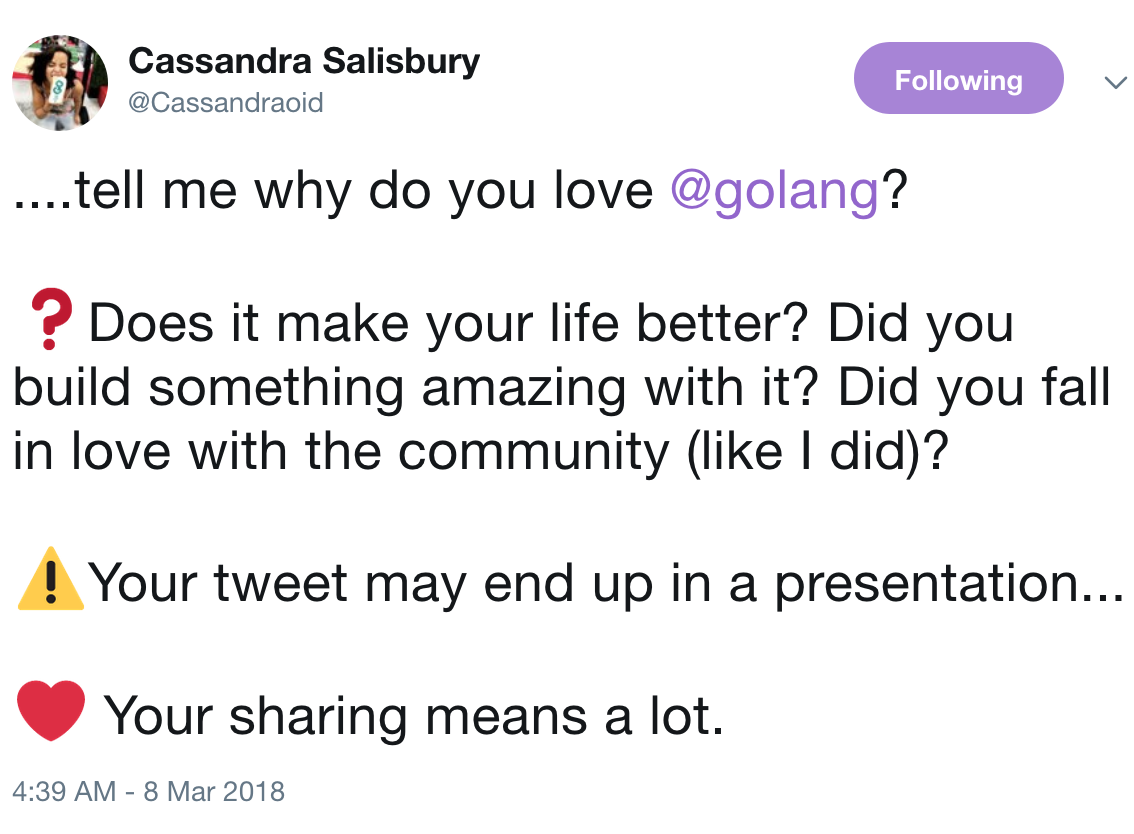 Cassandra Salisbury
@Cassandraoid
Following
....tell me why do you love @golang?
❓Does it make your life better? Did you
build something amazing with it? Did you fall
in love with the community (like I did)?
⚠️Your tweet may end up in a presentation...
❤️ Your sharing means a lot.
4:39 AM - 8 Mar 2018